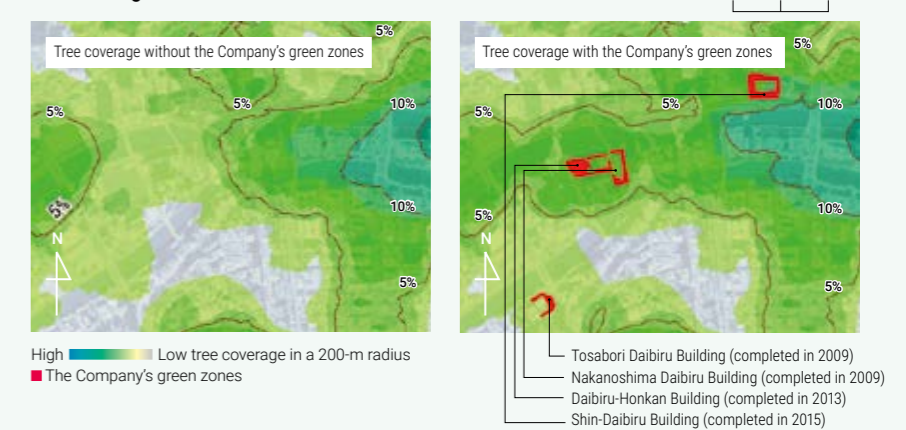 Tree coverage without the Company's green zones
5%
5%
5%
10%
5%
10%
5%
N
High
Low tree coverage in a 200-m radius
The Company's green zones
Tree coverage with the Company's green zones
5%
5%
5%
10%
5%
10%
5%
N
Tosabori Daibiru Building (completed in 2009)
Nakanoshima Daibiru Building (completed in 2009)
Daibiru-Honkan Building (completed in 2013)
Shin-Daibiru Building (completed in 2015)